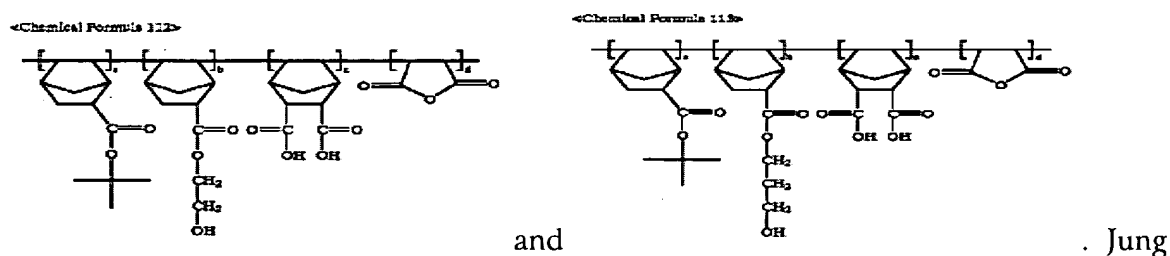 <Chemical Formula 112>
<Chemical Formula 113>
a b c d
O O O
C O C O O C C O
O O OH OH
CH2
CH2
OH
and
d
O O O
C O C O O C C O
O O OH OH
CH2
CH2
CH2
OH
. Jung